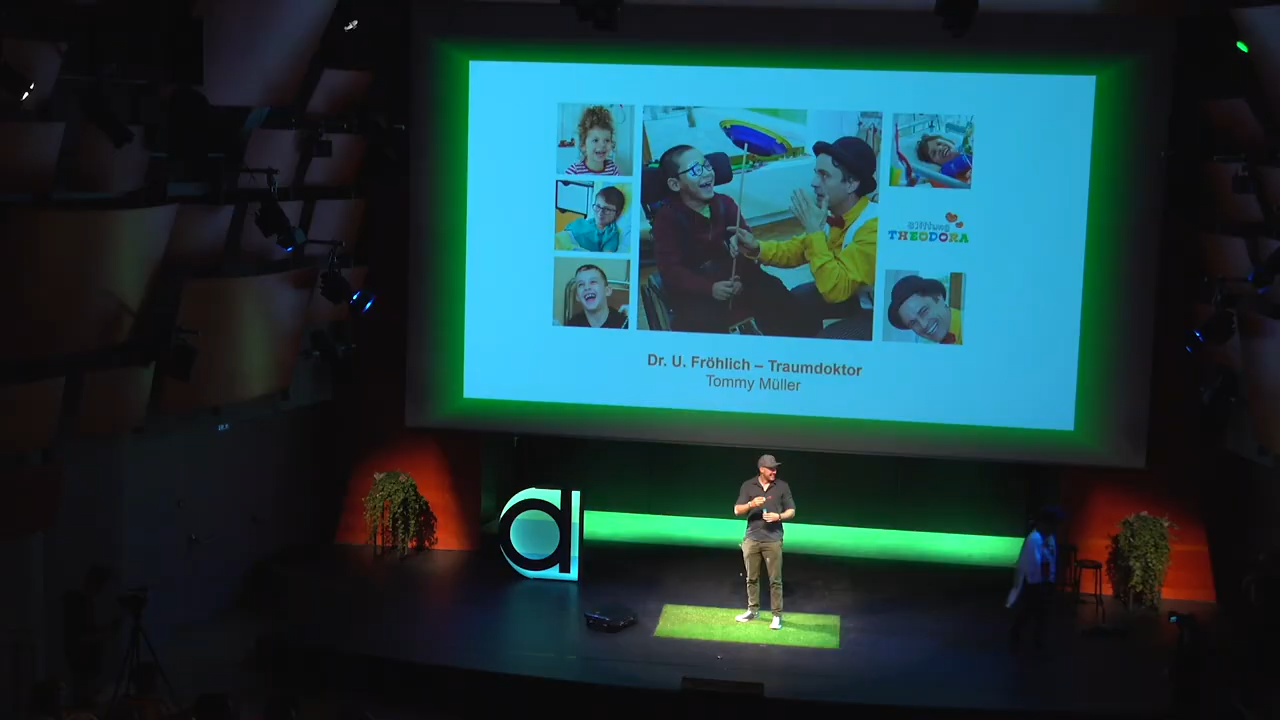 Stiftung
THEODORA
Dr. U. Fröhlich – Traumdoktor
Tommy Müller
d